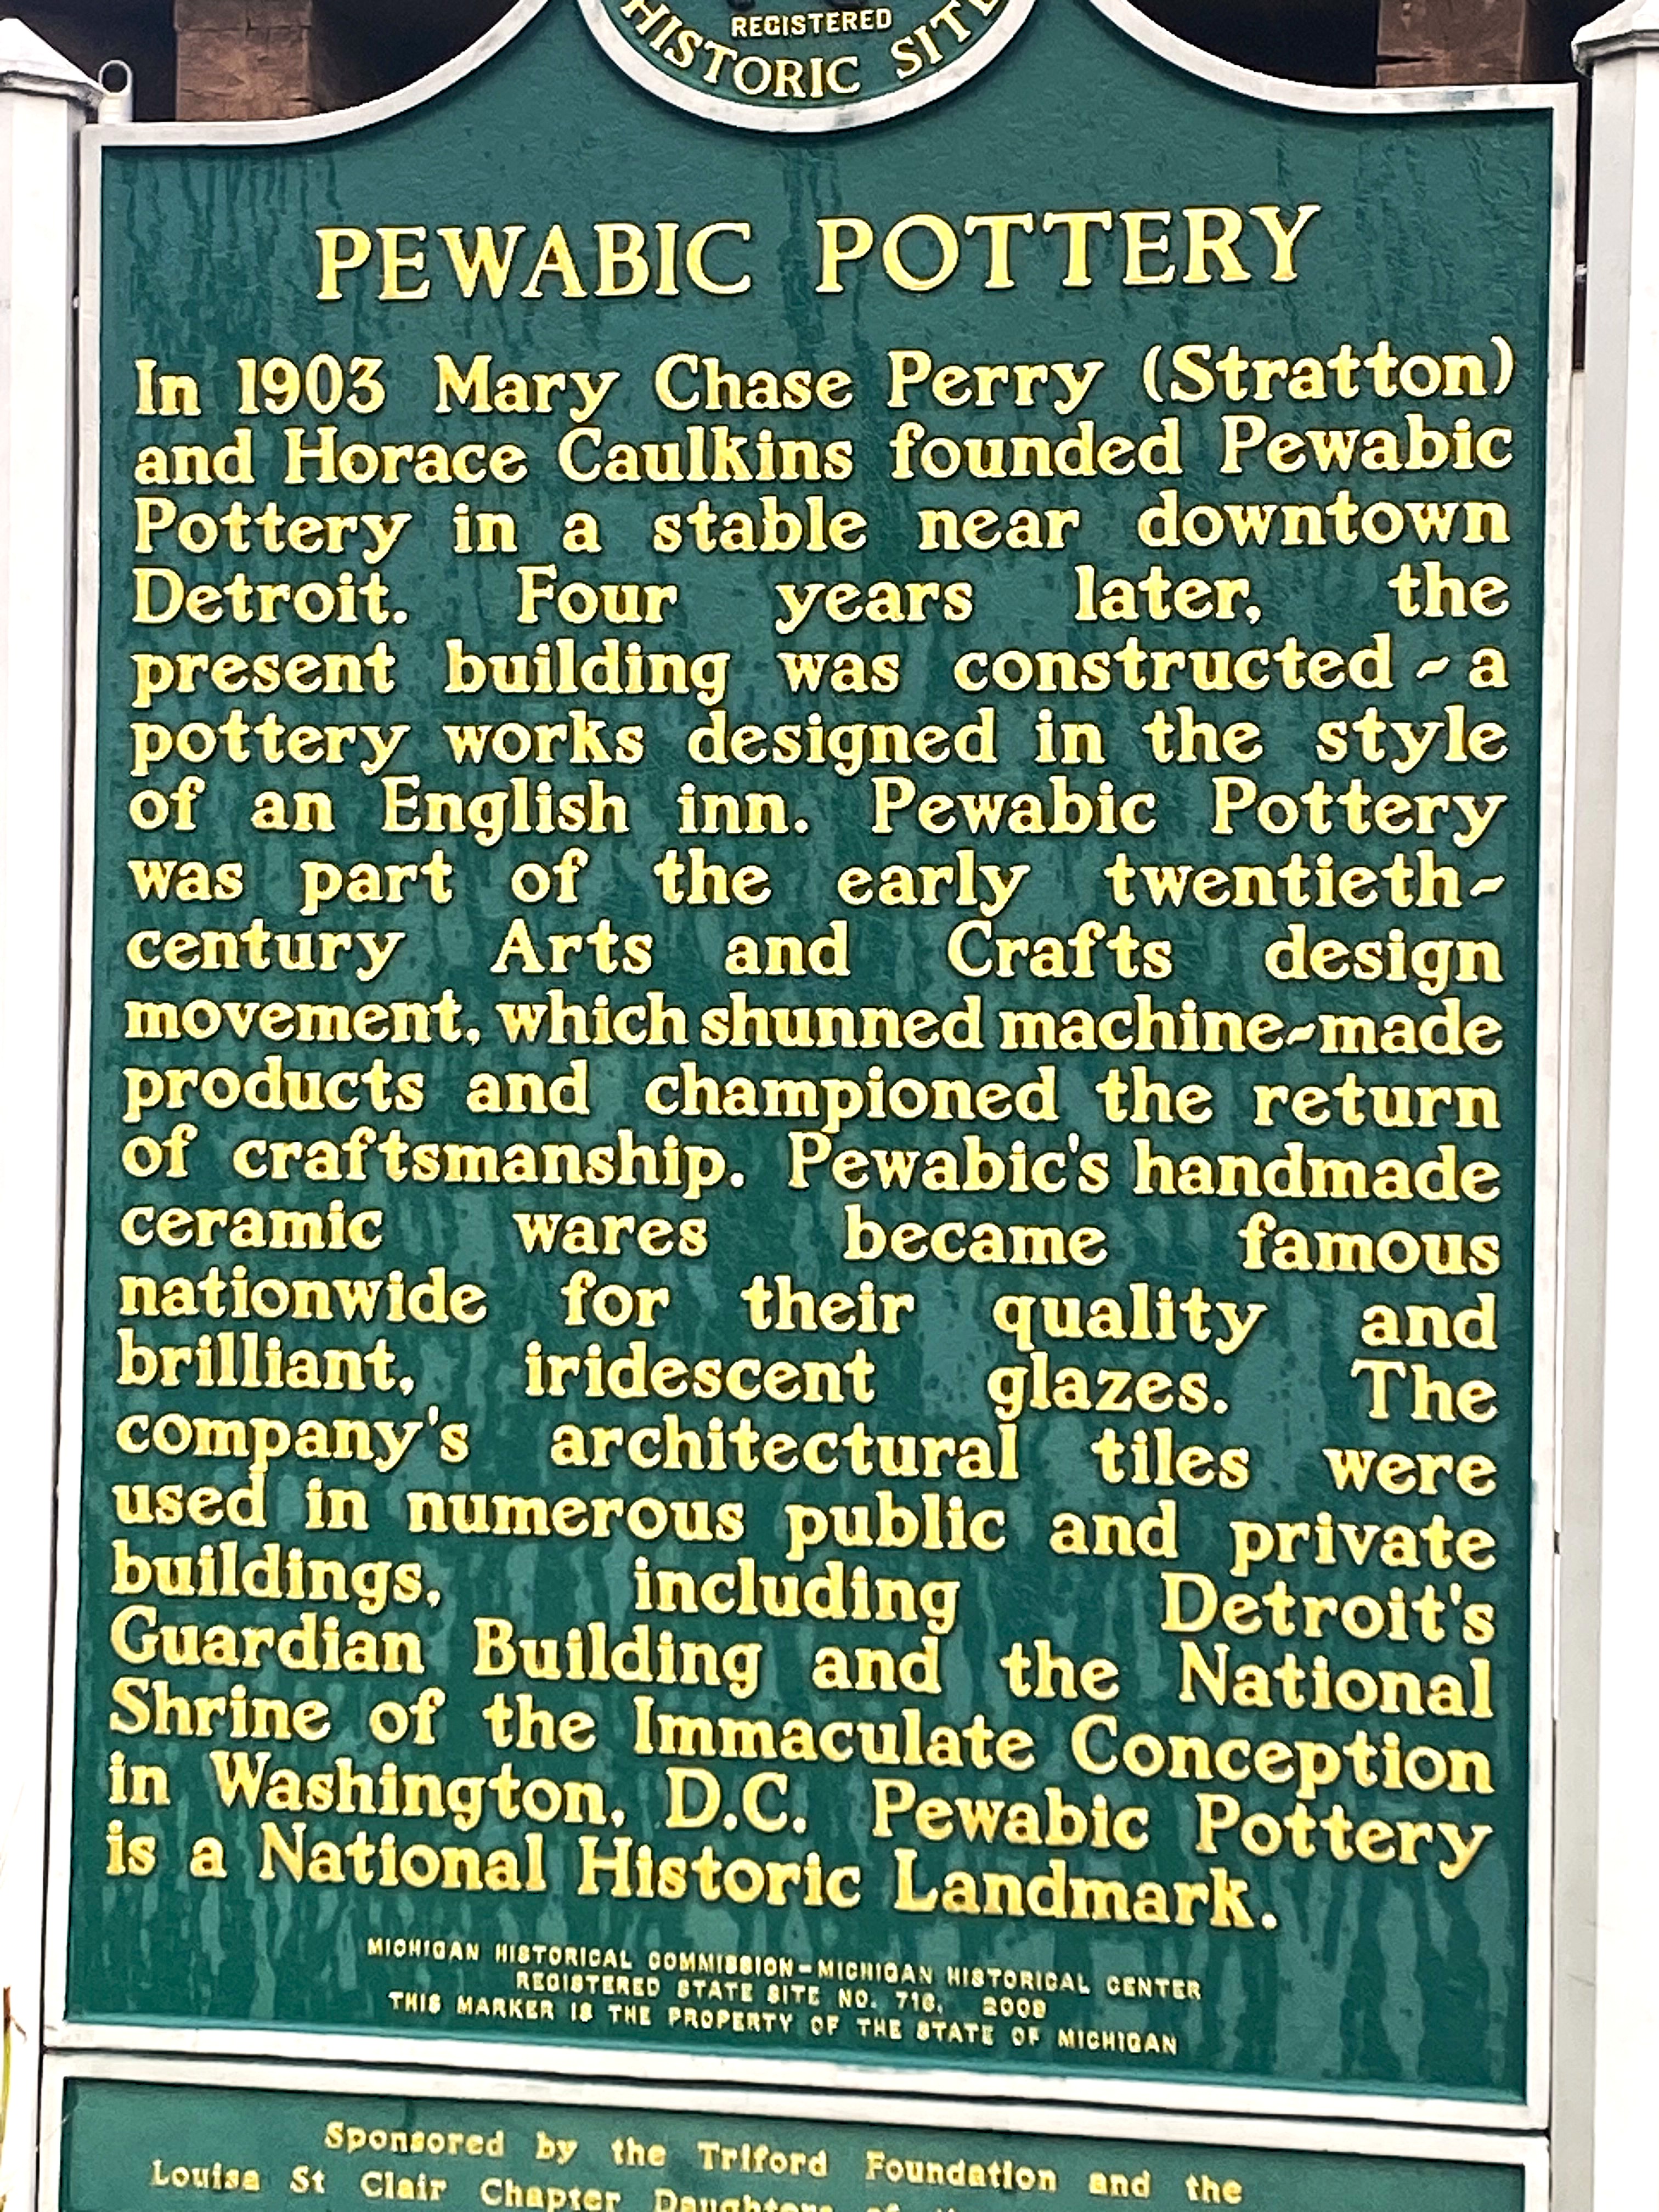 REGISTERED
HISTORIC SITE
PEWABIC POTTERY
In 1903 Mary Chase Perry (Stratton)
and Horace Caulkins founded Pewabic
Pottery in a stable near downtown
Detroit. Four years later, the
present building was constructed - a
pottery works designed in the style
of an English inn. Pewabic Pottery
was part of the early twentieth-
century Arts and Crafts design
movement, which shunned machine-made
products and championed the return
of craftsmanship. Pewabic's handmade
ceramic wares became famous
nationwide for their quality and
brilliant, iridescent glazes. The
company's architectural tiles were
used in numerous public and private
buildings, including Detroit's
Guardian Building and the National
Shrine of the Immaculate Conception
in Washington, D.C. Pewabic Pottery
is a National Historic Landmark.
MICHIGAN HISTORICAL COMMISSION-MICHIGAN HISTORICAL CENTER
REGISTERED STATE SITE NO.
THIS MARKER IS THE PROPERTY OF THE STATE OF MICHIGAN
Sponsored by the Triford Foundation and the
Louisa St Clair Chapter Daughters of